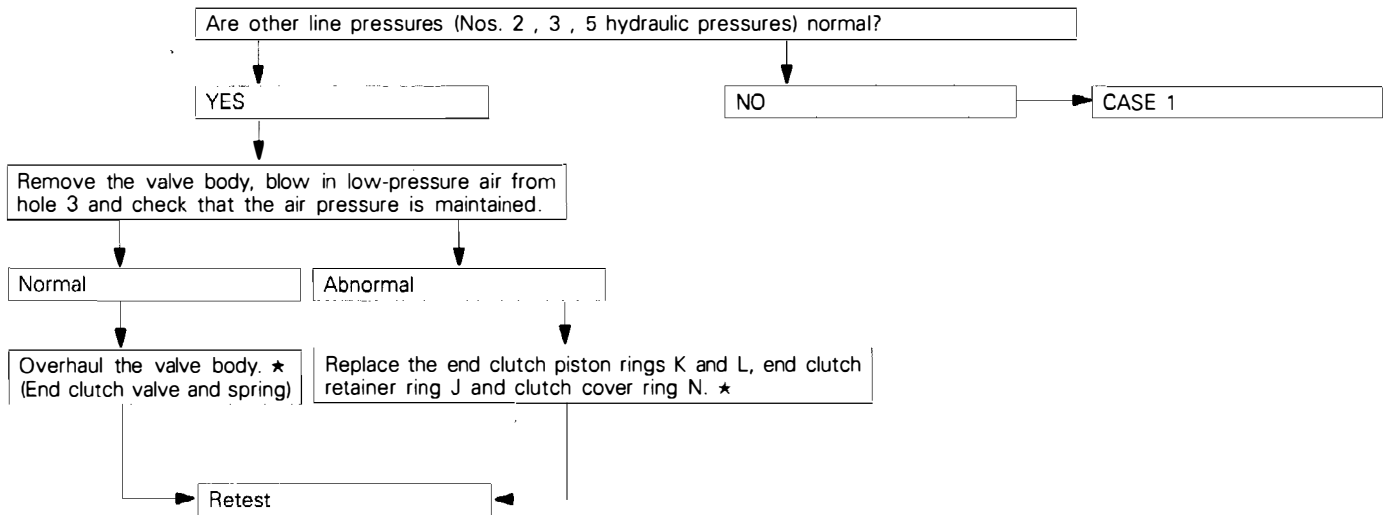 Are other line pressures (Nos. 2 , 3 , 5 hydraulic pressures) normal?
YES
NO
CASE 1
Remove the valve body, blow in low-pressure air from
hole 3 and check that the air pressure is maintained.
Normal
Abnormal
Overhaul the valve body. ★
(End clutch valve and spring)
Replace the end clutch piston rings K and L, end clutch
retainer ring J and clutch cover ring N. ★
Retest